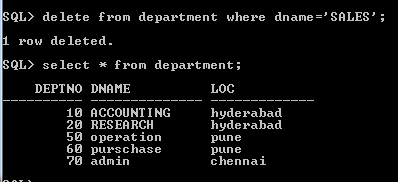 SQL> delete from department where dname='SALES';
1 row deleted.
SQL> select * from department;
DEPTNO DNAME LOC
---------- -------------- --------------
10 ACCOUNTING hyderabad
20 RESEARCH hyderabad
50 operation pune
60 purschase pune
70 admin chennai
SQL>